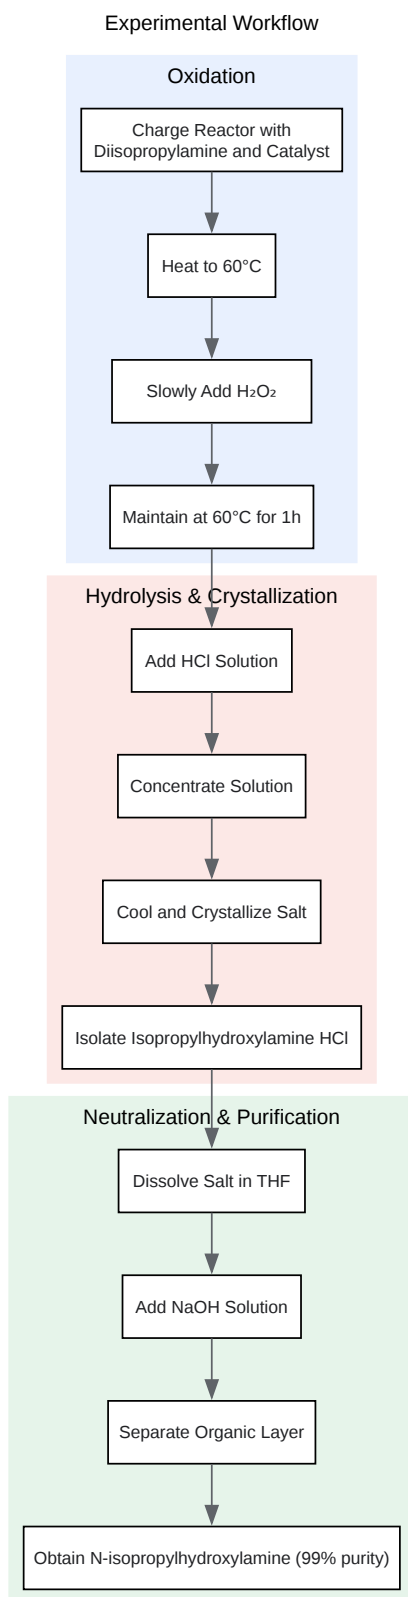 Experimental Workflow
Oxidation
Charge Reactor with
Diisopropylamine and Catalyst
Heat to 60°C
Slowly Add H₂O₂
Maintain at 60°C for 1h
Hydrolysis & Crystallization
Add HCl Solution
Concentrate Solution
Cool and Crystallize Salt
Isolate Isopropylhydroxylamine HCl
Neutralization & Purification
Dissolve Salt in THF
Add NaOH Solution
Separate Organic Layer
Obtain N-isopropylhydroxylamine (99% purity)